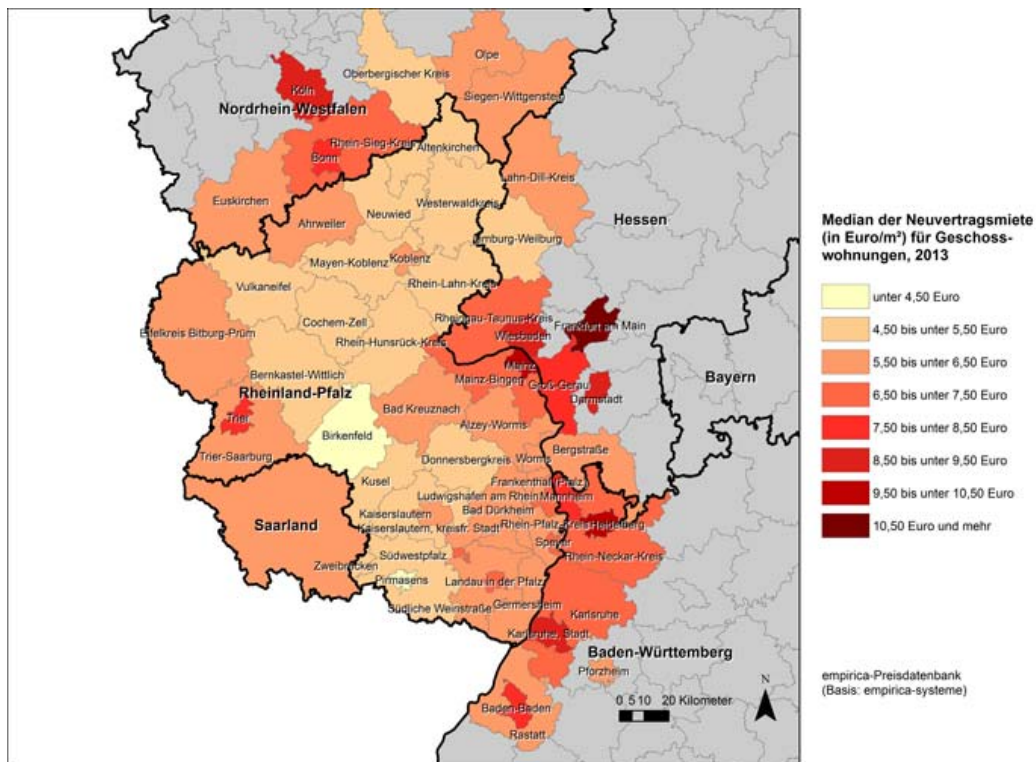 Olpe
Oberbergischer Kreis
Siegen-Wittgenstein
Köln
Nordrhein-Westfalen
Rhein-Sieg-Kreis
Altenkirchen
Bonn
Lahn-Dill-Kreis
Euskirchen
Westerwaldkreis
Neuwied
Ahrweiler
Hessen
Limburg-Weilburg
Koblenz
Mayen-Koblenz
Rhein-Lahn-Kreis
Vulkaneifel
Rheingau-Taunus-Kreis
Cochem-Zell
Frankfurt am Main
Eifelkreis Bitburg-Prüm
Wiesbaden
Rhein-Hunsrück-Kreis
Mainz
Bernkastel-Wittlich
Bayern
Mainz-Bingen
Groß-Gerau
Rheinland-Pfalz
Darmstadt
Bad Kreuznach
Trier
Alzey-Worms
Birkenfeld
Bergstraße
Trier-Saarburg
Donnersbergkreis
Worms
Kusel
Frankenthal (Pfalz)
Ludwigshafen am Rhein
Mannheim
Bad Dürkheim
Kaiserslautern
Saarland
Kaiserslautern, kreisfr. Stadt
Rhein-Pfalz-Kreis
Heidelberg
Speyer
Südwestpfalz
Rhein-Neckar-Kreis
Zweibrücken
Pirmasens
Landau in der Pfalz
Südliche Weinstraße
Germersheim
Karlsruhe
Karlsruhe, Stadt
Baden-Württemberg
Pforzheim
Baden-Baden
Rastatt
0 5 10 20 Kilometer
N
Median der Neuvertragsmiete
(in Euro/m²) für Geschoss-
wohnungen, 2013
unter 4,50 Euro
4,50 bis unter 5,50 Euro
5,50 bis unter 6,50 Euro
6,50 bis unter 7,50 Euro
7,50 bis unter 8,50 Euro
8,50 bis unter 9,50 Euro
9,50 bis unter 10,50 Euro
10,50 Euro und mehr
empirica-Preisdatenbank
(Basis: empirica-systeme)